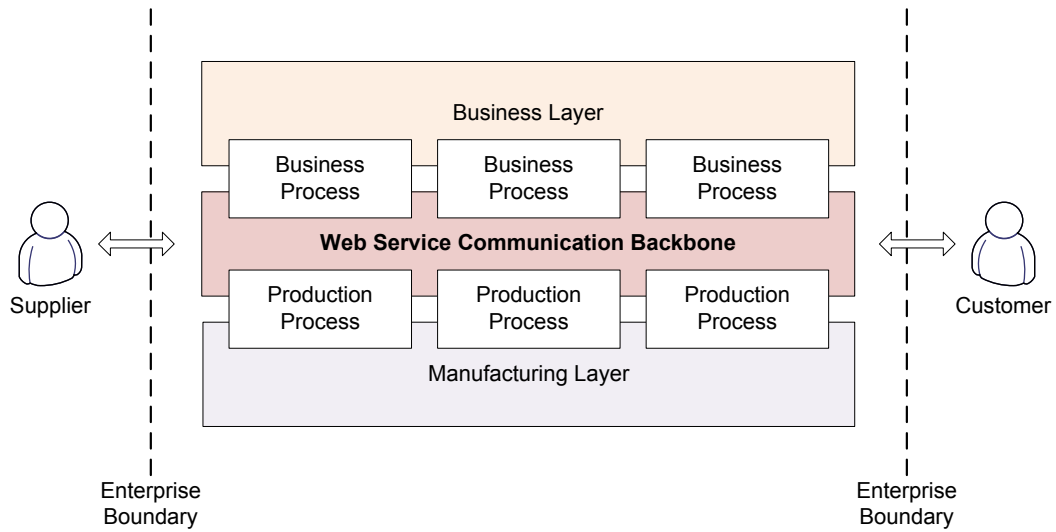 Business Layer
Business
Process
Business
Process
Business
Process
Web Service Communication Backbone
Supplier
Customer
Production
Process
Production
Process
Production
Process
Manufacturing Layer
Enterprise
Boundary
Enterprise
Boundary